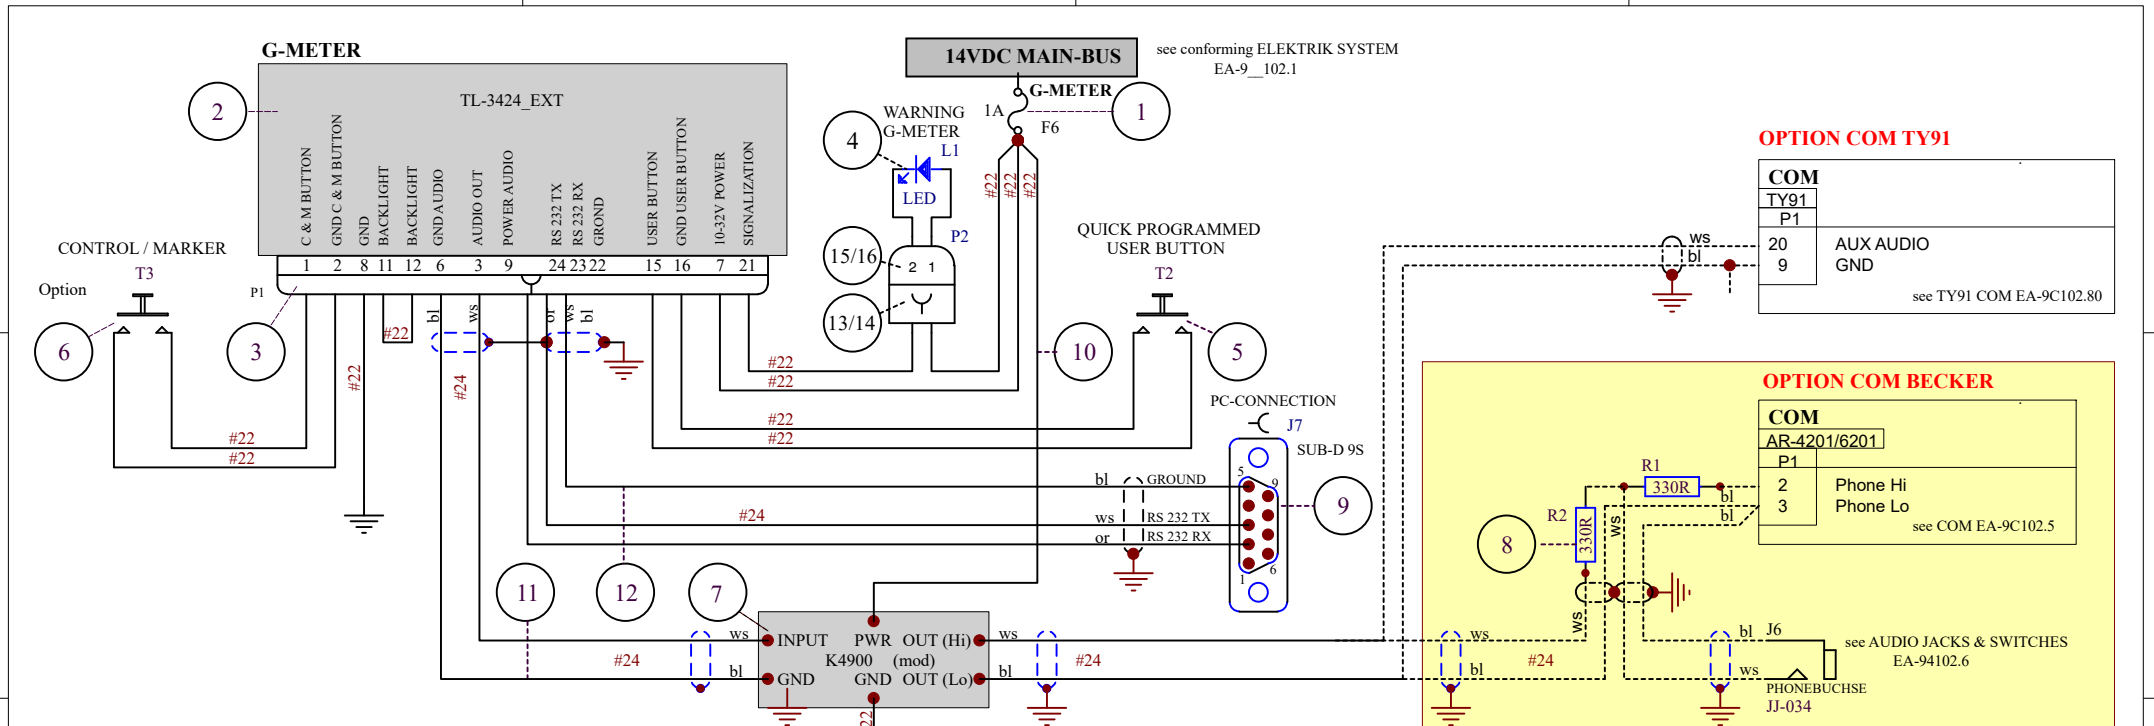 G-METER
14VDC MAIN-BUS
see conforming ELEKTRIK SYSTEM
EA-9__102.1
2
TL-3424_EXT
G-METER
1A
F6
1
WARNING
G-METER
4
L1
LED
OPTION COM TY91
COM
TY91
P1
20 AUX AUDIO
9 GND
see TY91 COM EA-9C102.80
ws
bl
C & M BUTTON
GND C & M BUTTON
GND
BACKLIGHT
BACKLIGHT
GND AUDIO
AUDIO OUT
POWER AUDIO
RS 232 TX
RS 232 RX
GROND
USER BUTTON
GND USER BUTTON
10-32V POWER
SIGNALIZATION
#22
#22
#22
CONTROL / MARKER
T3
Option
6
P1
3
1 2 8 11 12 6 3 9 24 23 22 15 16 7 21
P2
15/16
2 1
13/14
QUICK PROGRAMMED
USER BUTTON
T2
5
10
bl
ws
or
ws
bl
#22
#22
#24
#22
#22
#22
#22
#22
#22
OPTION COM BECKER
COM
AR-4201/6201
P1
2 Phone Hi
3 Phone Lo
see COM EA-9C102.5
R1
330R
bl
bl
R2
330R
ws
8
ws
PC-CONNECTION
J7
SUB-D 9S
5
9
9
1
6
bl GROUND
ws RS 232 TX
or RS 232 RX
#24
11
12
7
ws INPUT PWR OUT (Hi) ws
K4900 (mod)
bl GND GND OUT (Lo) bl
#24
#24
22
ws
bl
#24
bl
J6
ws
see AUDIO JACKS & SWITCHES
EA-94102.6
PHONEBUCHSE
JJ-034